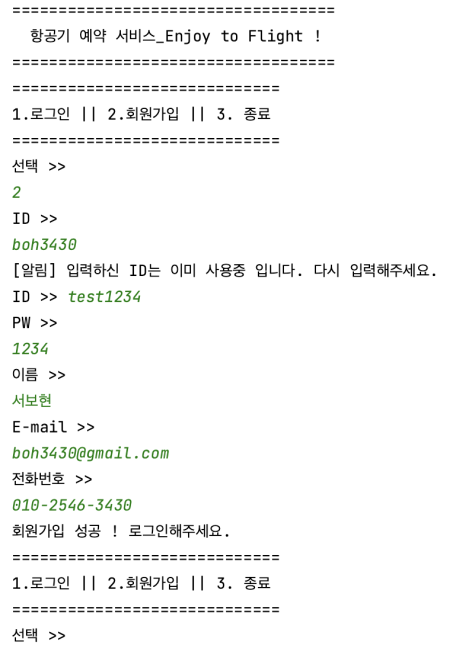 ===================================
항공기 예약 서비스_Enjoy to Flight !
===================================
=============================
1.로그인 || 2.회원가입 || 3. 종료
=============================
선택 >>
2
ID >>
boh3430
[알림] 입력하신 ID는 이미 사용중 입니다. 다시 입력해주세요.
ID >> test1234
PW >>
1234
이름 >>
서보현
E-mail >>
boh3430@gmail.com
전화번호 >>
010-2546-3430
회원가입 성공 ! 로그인해주세요.
=============================
1.로그인 || 2.회원가입 || 3. 종료
=============================
선택 >>